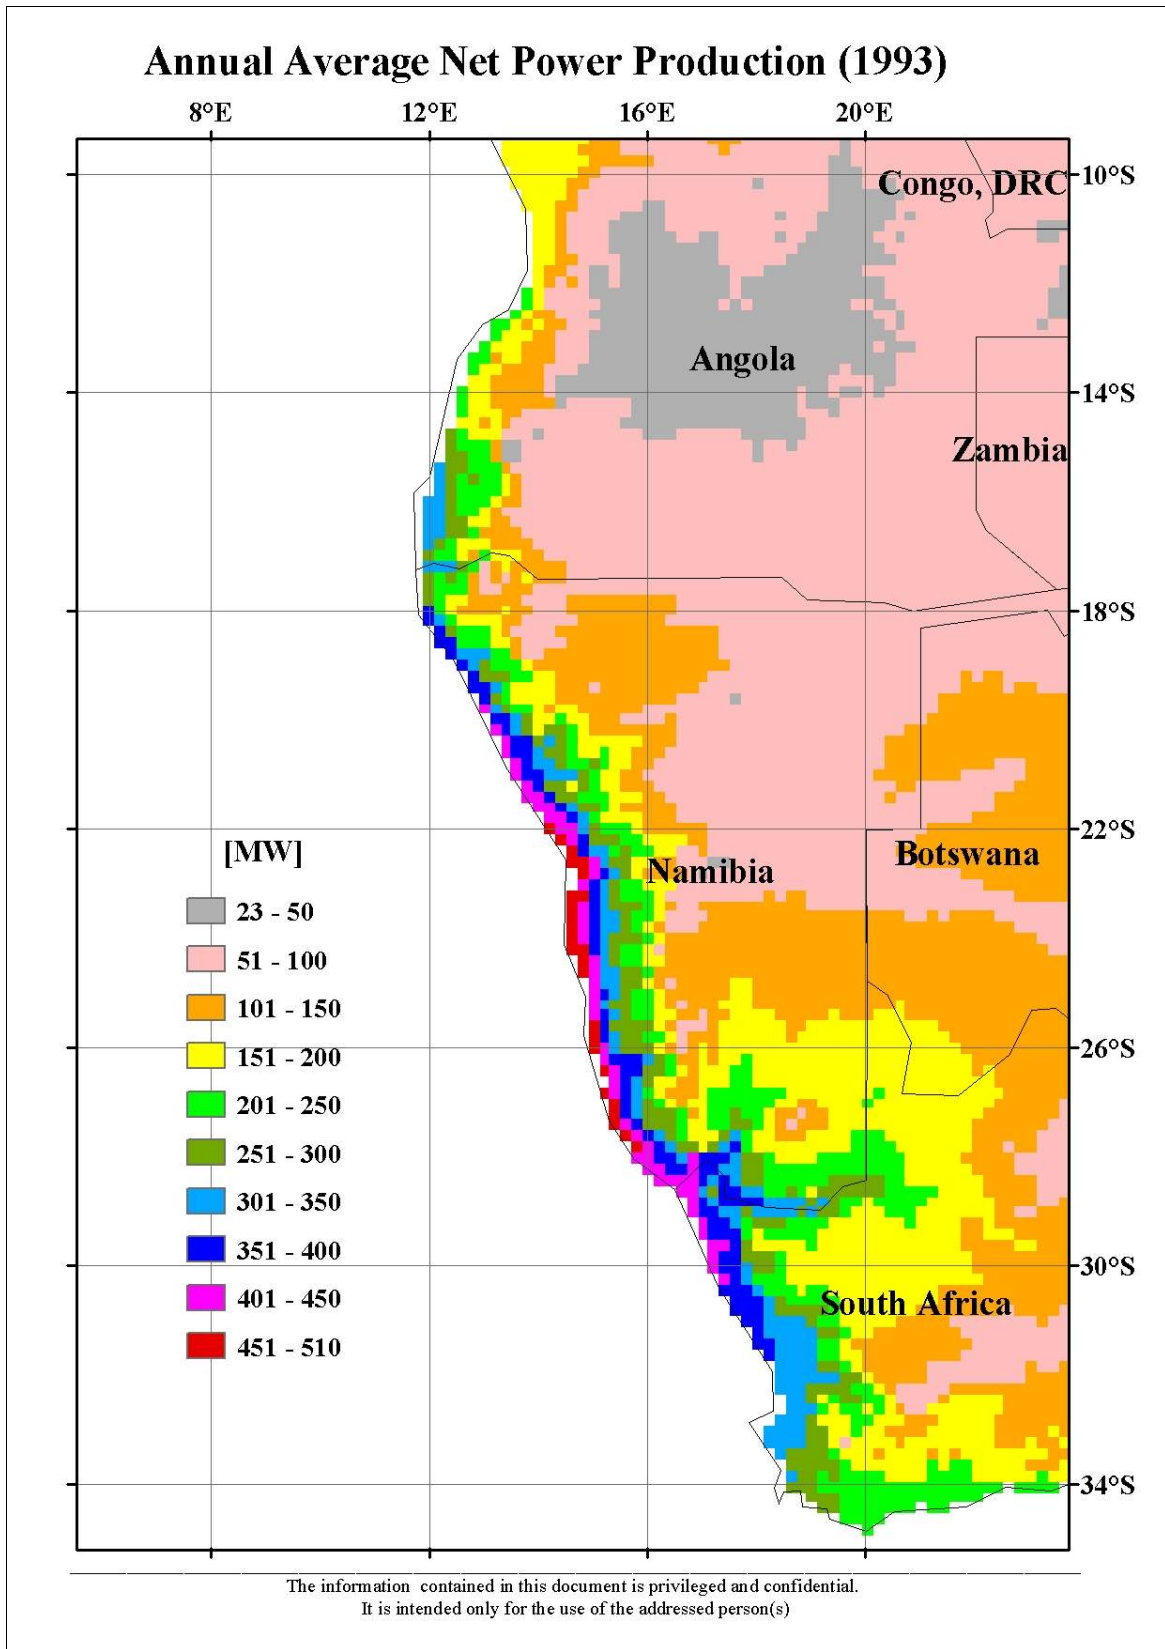 Annual Average Net Power Production (1993)
8°E 12°E 16°E 20°E
10°S
Congo, DRC
Angola
14°S
Zambia
18°S
22°S
[MW]
Botswana
Namibia
23 - 50
51 - 100
101 - 150
151 - 200
26°S
201 - 250
251 - 300
301 - 350
351 - 400
30°S
401 - 450
South Africa
451 - 510
34°S
The information contained in this document is privileged and confidential.
It is intended only for the use of the addressed person(s)